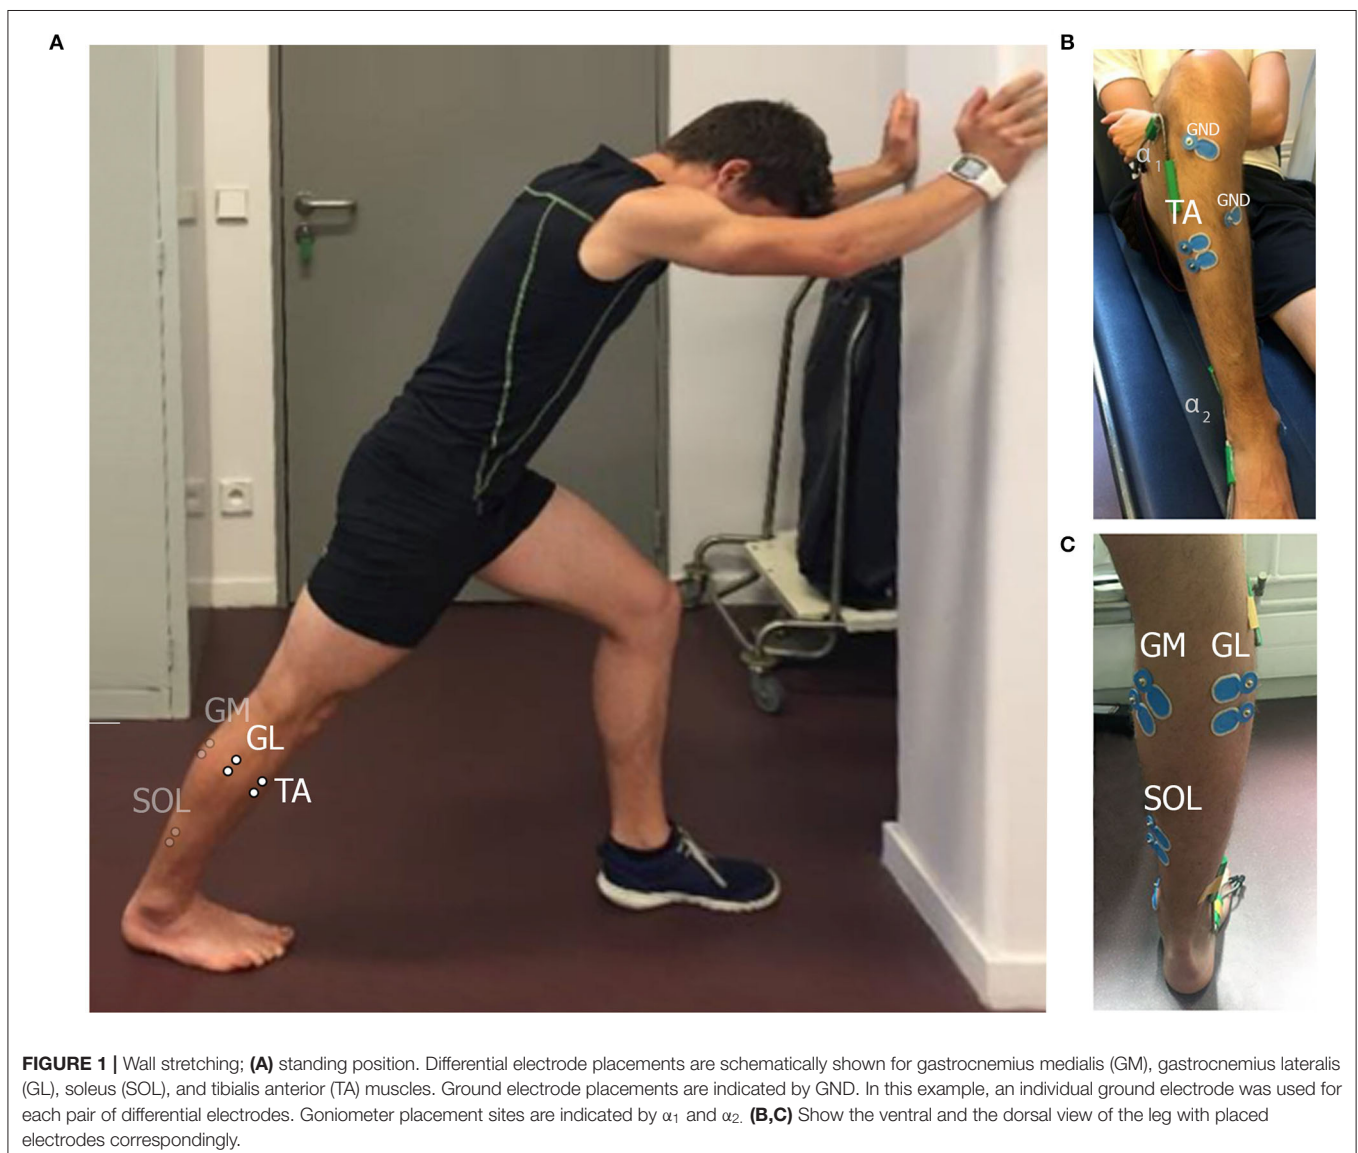 A
B
GND
α1
TA
GND
α2
C
GM
GL
SOL
GM
GL
SOL
TA
FIGURE 1 | Wall stretching; (A) standing position. Differential electrode placements are schematically shown for gastrocnemius medialis (GM), gastrocnemius lateralis
(GL), soleus (SOL), and tibialis anterior (TA) muscles. Ground electrode placements are indicated by GND. In this example, an individual ground electrode was used for
each pair of differential electrodes. Goniometer placement sites are indicated by α1 and α2. (B,C) Show the ventral and the dorsal view of the leg with placed
electrodes correspondingly.